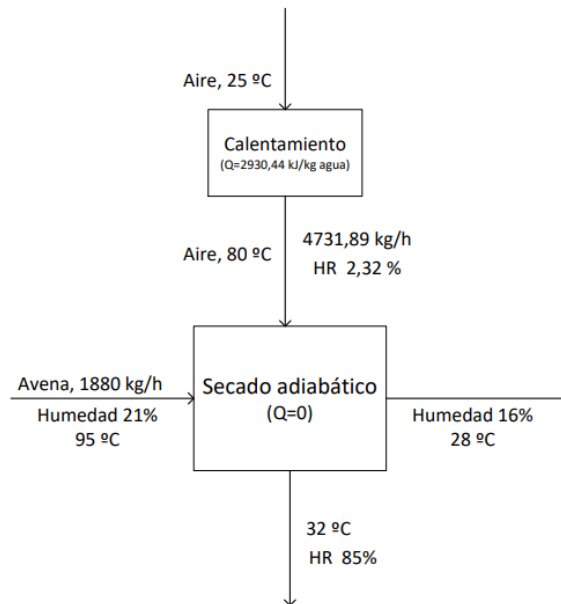 Aire, 25 ºC
Calentamiento
(Q=2930,44 kJ/kg agua)
Aire, 80 ºC
4731,89 kg/h
HR 2,32 %
Avena, 1880 kg/h
Humedad 21%
95 ºC
Secado adiabático
(Q=0)
Humedad 16%
28 ºC
32 ºC
HR 85%